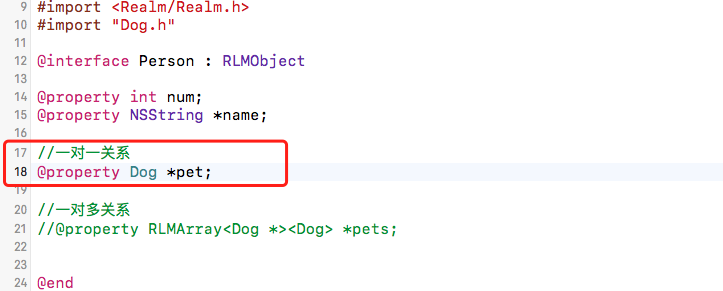 9 #import <Realm/Realm.h>
10 #import "Dog.h"
11
12 @interface Person : RLMObject
13
14 @property int num;
15 @property NSString *name;
16
17 //一对一关系
18 @property Dog *pet;
19
20 //一对多关系
21 //@property RLMArray<Dog *><Dog> *pets;
22
23
24 @end